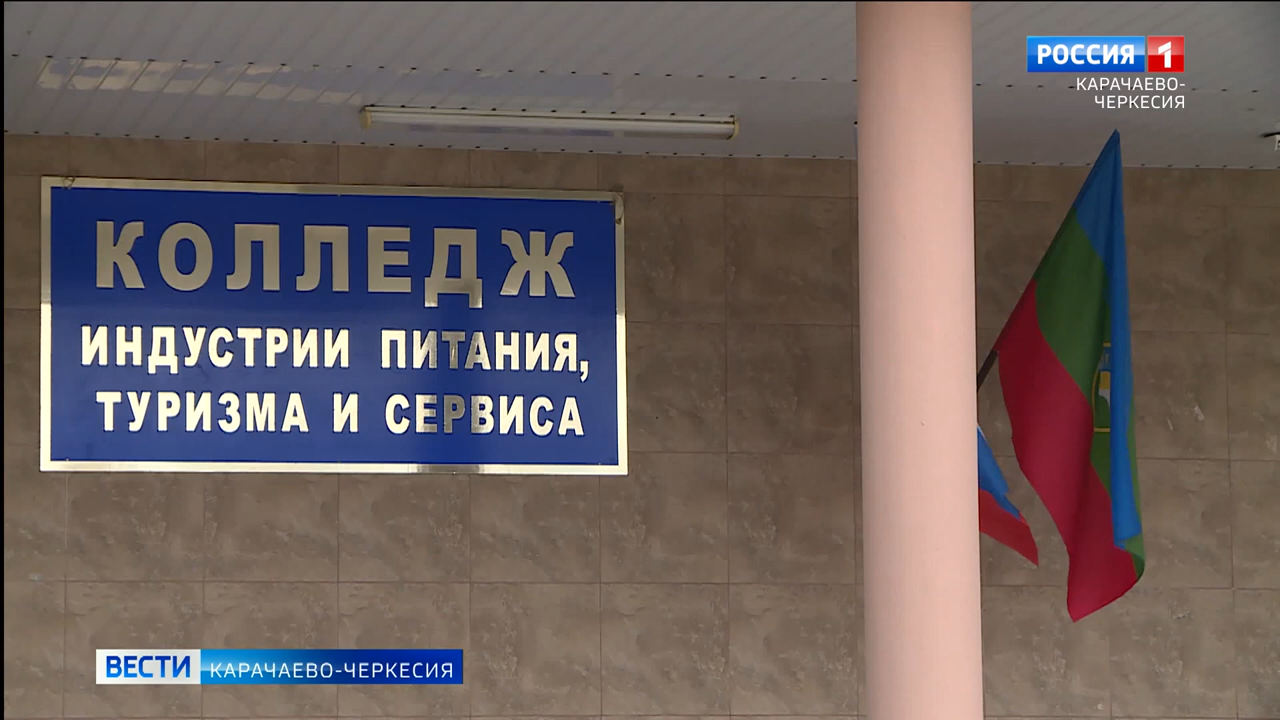 РОССИЯ 1
КАРАЧАЕВО-
ЧЕРКЕСИЯ
КОЛЛЕДЖ
ИНДУСТРИИ ПИТАНИЯ,
ТУРИЗМА И СЕРВИСА
ВЕСТИ КАРАЧАЕВО-ЧЕРКЕСИЯ